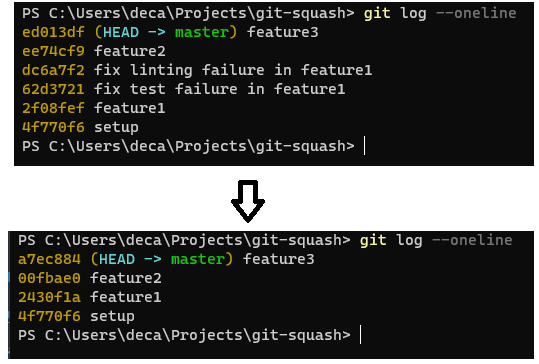 PS C:\Users\deca\Projects\git-squash> git log --oneline
ed013df (HEAD -> master) feature3
ee74cf9 feature2
dc6a7f2 fix linting failure in feature1
62d3721 fix test failure in feature1
2f08fef feature1
4f770f6 setup
PS C:\Users\deca\Projects\git-squash>
PS C:\Users\deca\Projects\git-squash> git log --oneline
a7ec884 (HEAD -> master) feature3
00fbae0 feature2
2430f1a feature1
4f770f6 setup
PS C:\Users\deca\Projects\git-squash>